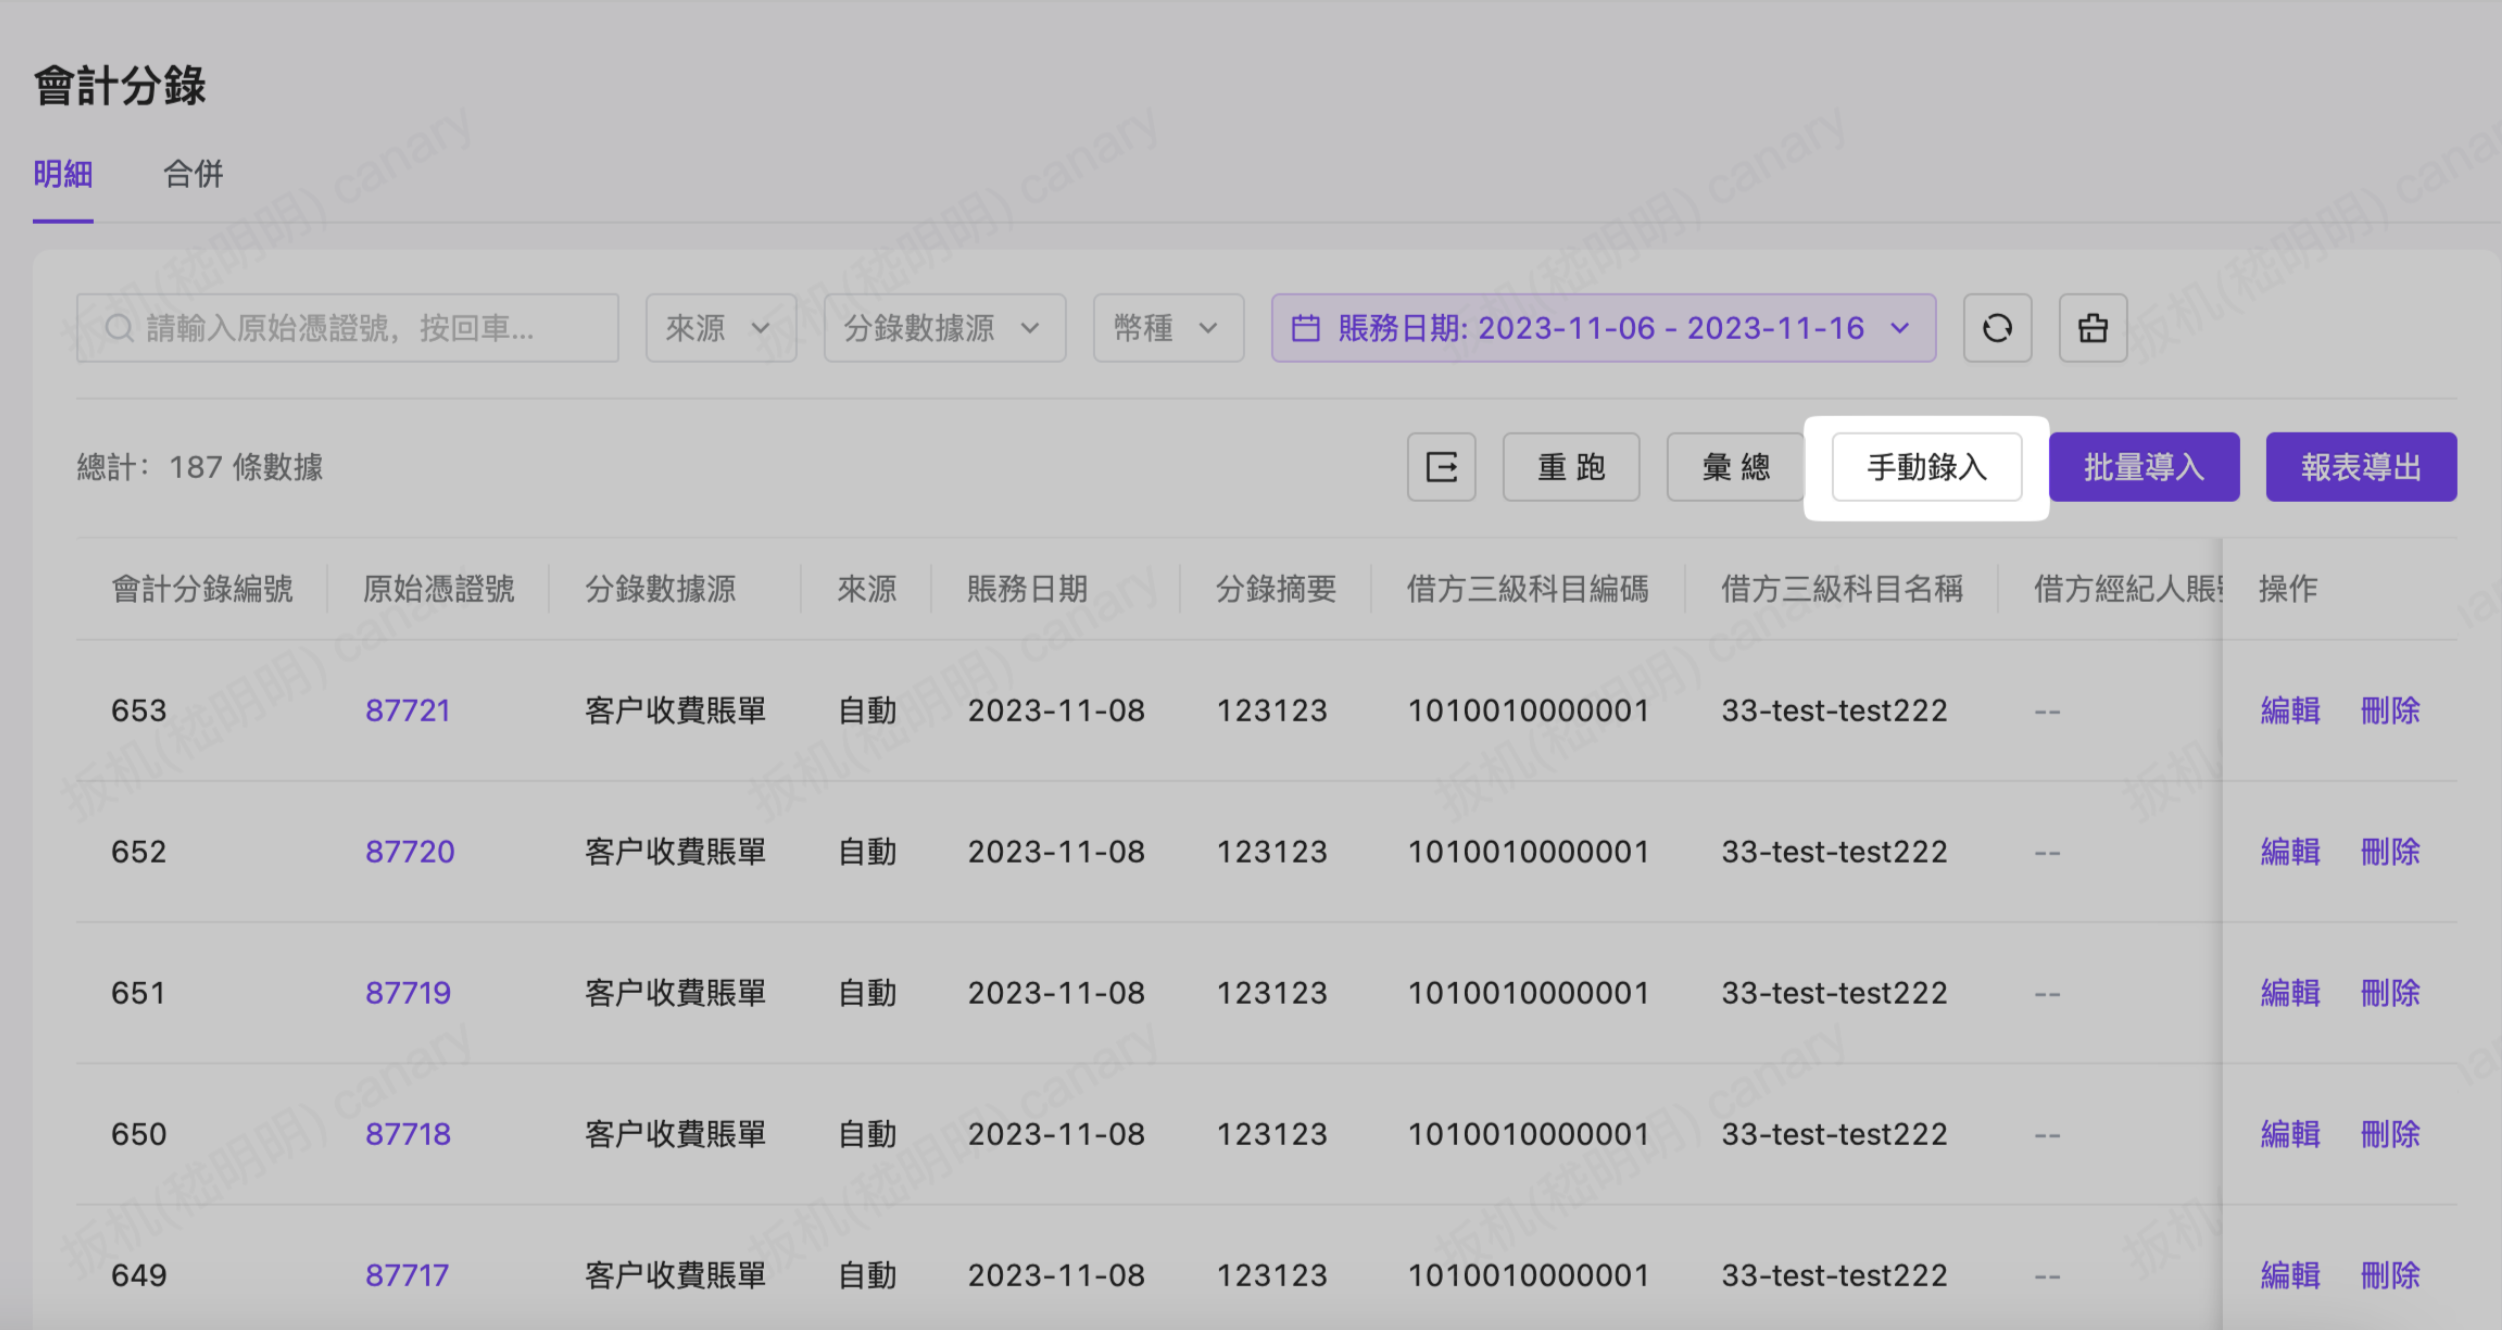 會計分錄
明細 合併
請輸入原始憑證號，按回車... 來源 分錄數據源 幣種 賬務日期: 2023-11-06 - 2023-11-16
總計： 187 條數據 重 跑 彙 總 手動錄入 批量導入 報表導出
會計分錄編號 原始憑證號 分錄數據源 來源 賬務日期 分錄摘要 借方三級科目編碼 借方三級科目名稱 借方經紀人賬 操作
653 87721 客户收費賬單 自動 2023-11-08 123123 1010010000001 33-test-test222 -- 編輯 刪除
652 87720 客户收費賬單 自動 2023-11-08 123123 1010010000001 33-test-test222 -- 編輯 刪除
651 87719 客户收費賬單 自動 2023-11-08 123123 1010010000001 33-test-test222 -- 編輯 刪除
650 87718 客户收費賬單 自動 2023-11-08 123123 1010010000001 33-test-test222 -- 編輯 刪除
649 87717 客户收費賬單 自動 2023-11-08 123123 1010010000001 33-test-test222 -- 編輯 刪除